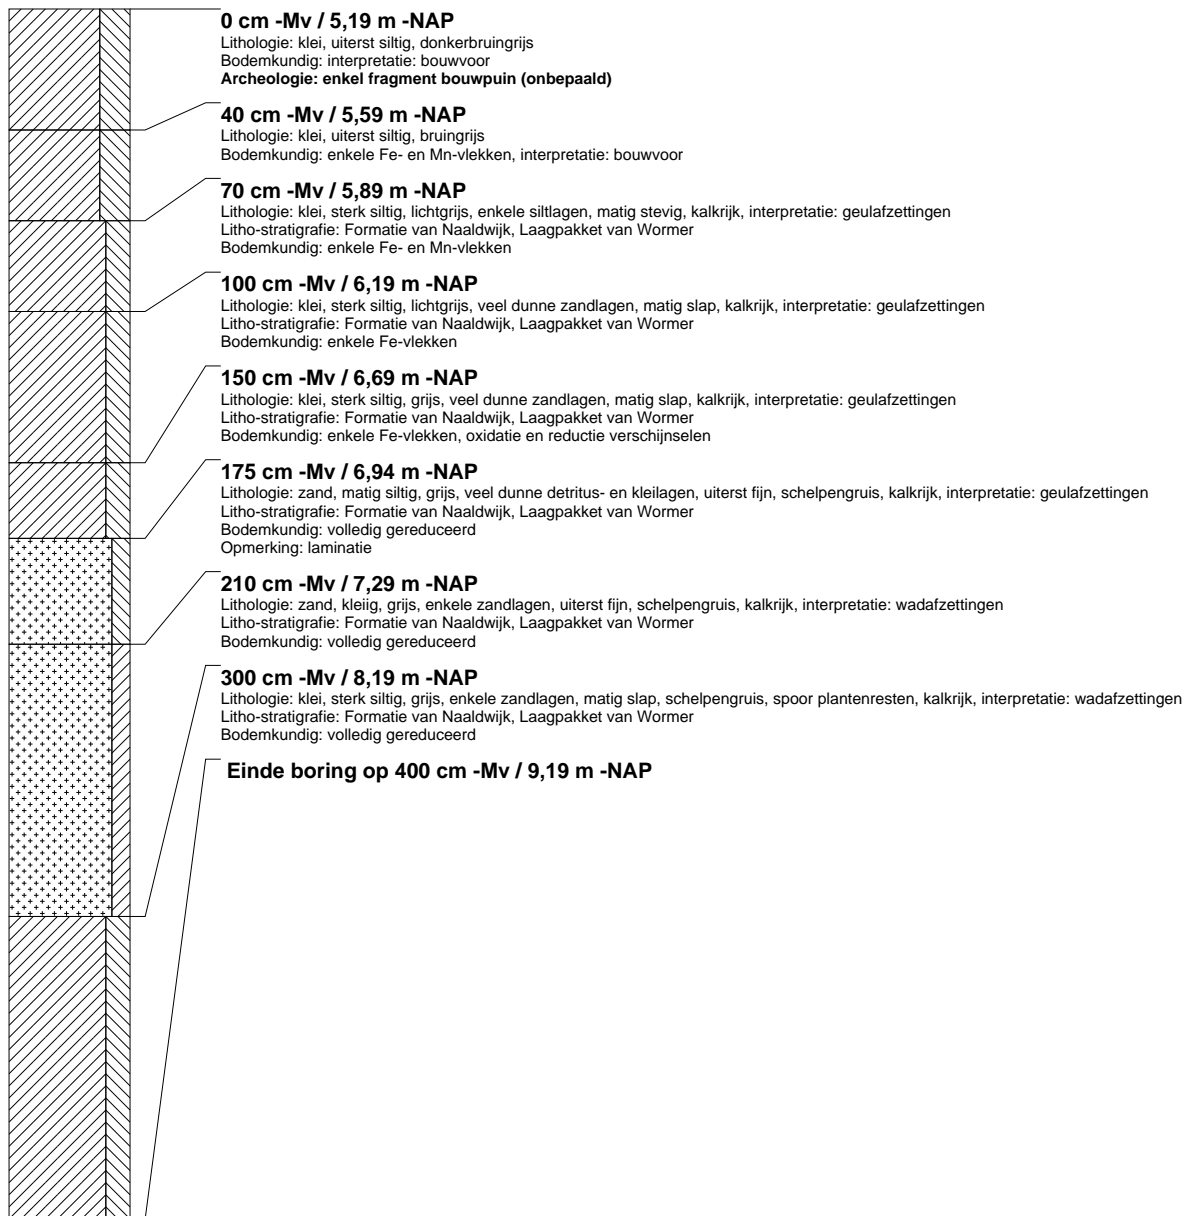 0 cm -Mv / 5,19 m -NAP
Lithologie: klei, uiterst siltig, donkerbruingrijs
Bodemkundig: interpretatie: bouwvoor
Archeologie: enkel fragment bouwpuin (onbepaald)
40 cm -Mv / 5,59 m -NAP
Lithologie: klei, uiterst siltig, bruingrijs
Bodemkundig: enkele Fe- en Mn-vlekken, interpretatie: bouwvoor
70 cm -Mv / 5,89 m -NAP
Lithologie: klei, sterk siltig, lichtgrijs, enkele siltlagen, matig stevig, kalkrijk, interpretatie: geulafzettingen
Litho-stratigrafie: Formatie van Naaldwijk, Laagpakket van Wormer
Bodemkundig: enkele Fe- en Mn-vlekken
100 cm -Mv / 6,19 m -NAP
Lithologie: klei, sterk siltig, lichtgrijs, veel dunne zandlagen, matig slap, kalkrijk, interpretatie: geulafzettingen
Litho-stratigrafie: Formatie van Naaldwijk, Laagpakket van Wormer
Bodemkundig: enkele Fe-vlekken
150 cm -Mv / 6,69 m -NAP
Lithologie: klei, sterk siltig, grijs, veel dunne zandlagen, matig slap, kalkrijk, interpretatie: geulafzettingen
Litho-stratigrafie: Formatie van Naaldwijk, Laagpakket van Wormer
Bodemkundig: enkele Fe-vlekken, oxidatie en reductie verschijnselen
175 cm -Mv / 6,94 m -NAP
Lithologie: zand, matig siltig, grijs, veel dunne detritus- en kleilagen, uiterst fijn, schelpengruis, kalkrijk, interpretatie: geulafzettingen
Litho-stratigrafie: Formatie van Naaldwijk, Laagpakket van Wormer
Bodemkundig: volledig gereduceerd
Opmerking: laminatie
210 cm -Mv / 7,29 m -NAP
Lithologie: zand, kleiig, grijs, enkele zandlagen, uiterst fijn, schelpengruis, kalkrijk, interpretatie: wadafzettingen
Litho-stratigrafie: Formatie van Naaldwijk, Laagpakket van Wormer
Bodemkundig: volledig gereduceerd
300 cm -Mv / 8,19 m -NAP
Lithologie: klei, sterk siltig, grijs, enkele zandlagen, matig slap, schelpengruis, spoor plantenresten, kalkrijk, interpretatie: wadafzettingen
Litho-stratigrafie: Formatie van Naaldwijk, Laagpakket van Wormer
Bodemkundig: volledig gereduceerd
Einde boring op 400 cm -Mv / 9,19 m -NAP